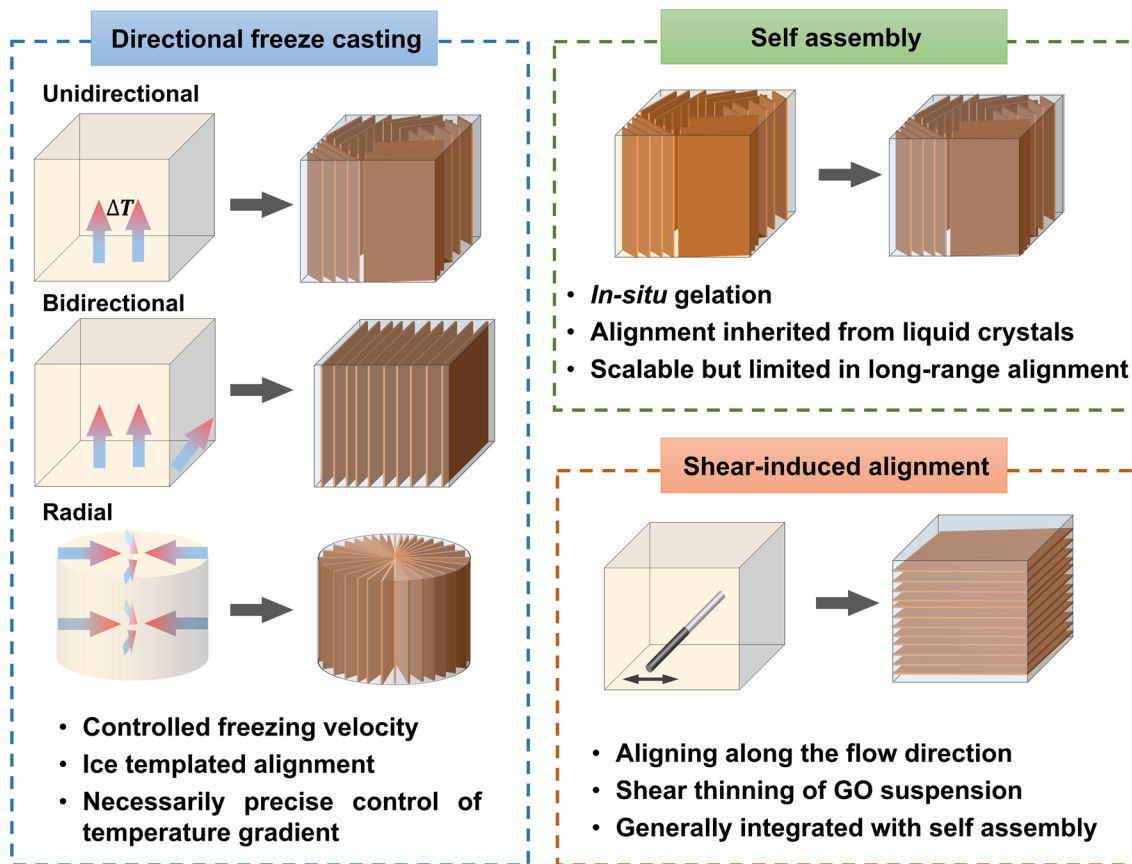 Directional freeze casting
Unidirectional
ΔT
Bidirectional
Radial
• Controlled freezing velocity
• Ice templated alignment
• Necessarily precise control of
temperature gradient
Self assembly
• In-situ gelation
• Alignment inherited from liquid crystals
• Scalable but limited in long-range alignment
Shear-induced alignment
• Aligning along the flow direction
• Shear thinning of GO suspension
• Generally integrated with self assembly